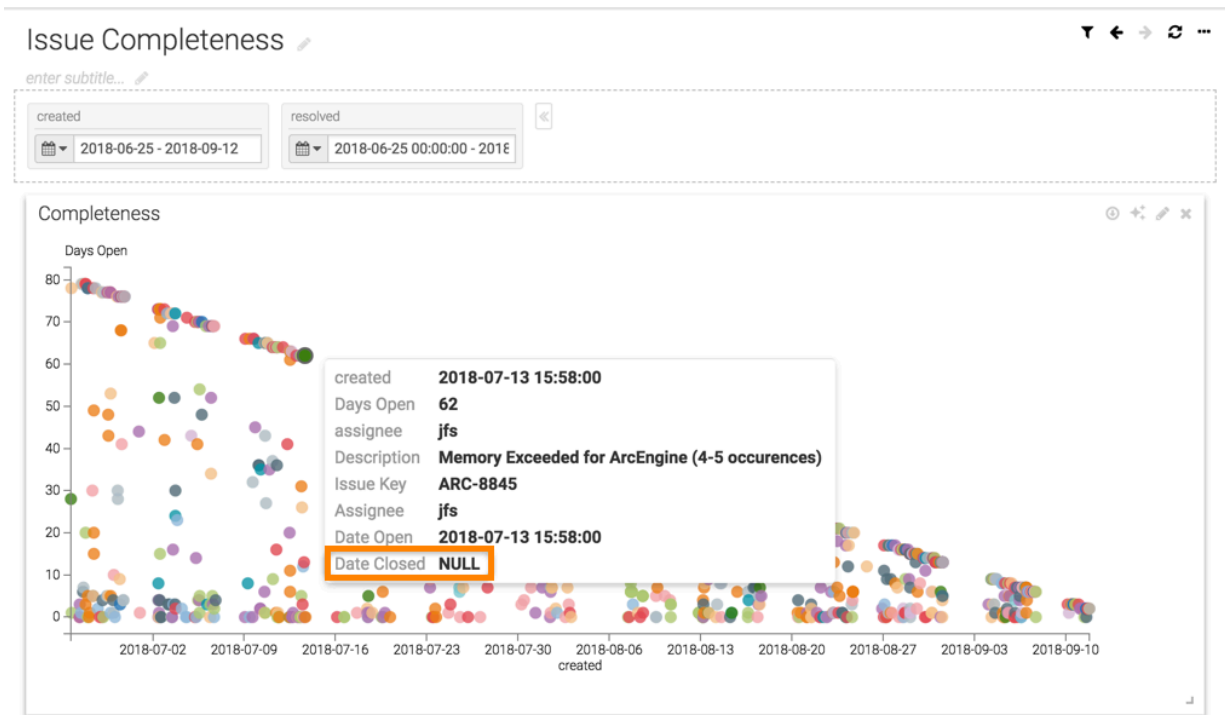 Issue Completeness
enter subtitle...
created
resolved
2018-06-25 - 2018-09-12
2018-06-25 00:00:00 - 2018
Completeness
Days Open
80
70
60
50
40
30
20
10
0
created 2018-07-13 15:58:00
Days Open 62
assignee jfs
Description Memory Exceeded for ArcEngine (4-5 occurences)
Issue Key ARC-8845
Assignee jfs
Date Open 2018-07-13 15:58:00
Date Closed NULL
2018-07-02 2018-07-09 2018-07-16 2018-07-23 2018-07-30 2018-08-06 2018-08-13 2018-08-20 2018-08-27 2018-09-03 2018-09-10
created